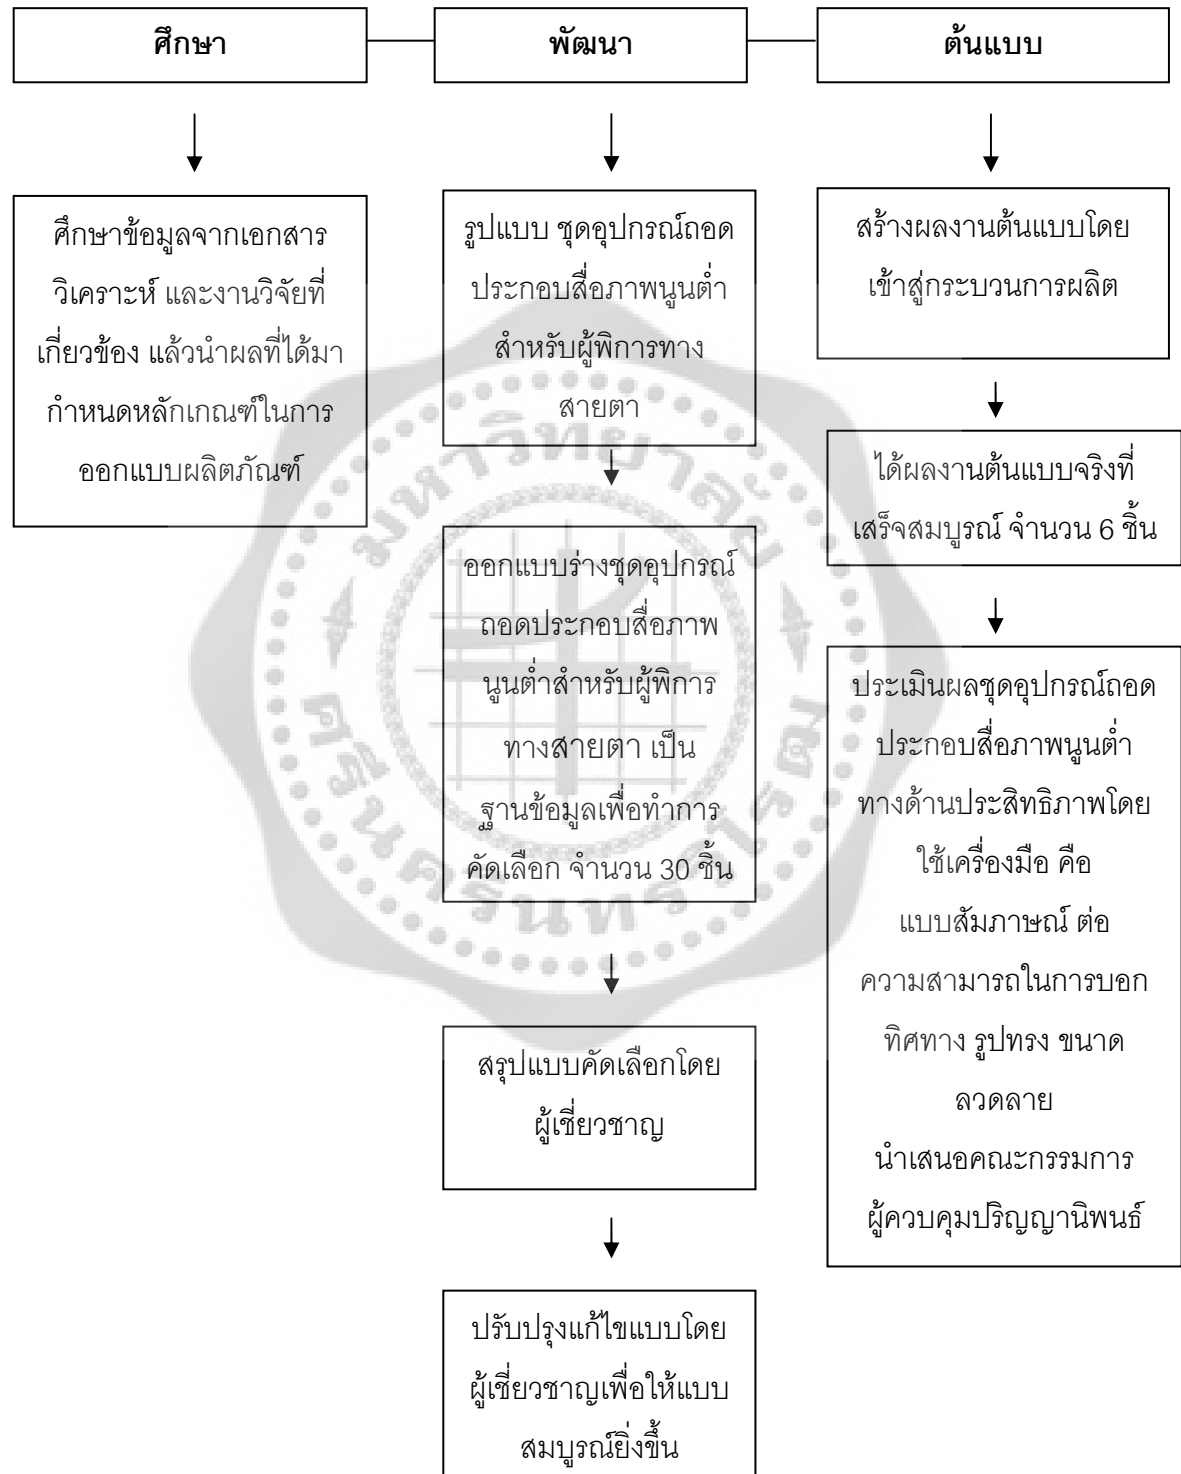 ศึกษา
พัฒนา
ต้นแบบ
ศึกษาข้อมูลจากเอกสาร
วิเคราะห์ และงานวิจัยที่
เกี่ยวข้อง แล้วนำผลที่ได้มา
กำหนดหลักเกณฑ์ในการ
ออกแบบผลิตภัณฑ์
รูปแบบ ชุดอุปกรณ์ถอด
ประกอบสื่อภาพนูนต่ำ
สำหรับผู้พิการทาง
สายตา
ออกแบบร่างชุดอุปกรณ์
ถอดประกอบสื่อภาพ
นูนต่ำสำหรับผู้พิการ
ทางสายตา เป็น
ฐานข้อมูลเพื่อทำการ
คัดเลือก จำนวน 30 ชิ้น
สรุปแบบคัดเลือกโดย
ผู้เชี่ยวชาญ
ปรับปรุงแก้ไขแบบโดย
ผู้เชี่ยวชาญเพื่อให้แบบ
สมบูรณ์ยิ่งขึ้น
สร้างผลงานต้นแบบโดย
เข้าสู่กระบวนการผลิต
ได้ผลงานต้นแบบจริงที่
เสร็จสมบูรณ์ จำนวน 6 ชิ้น
ประเมินผลชุดอุปกรณ์ถอด
ประกอบสื่อภาพนูนต่ำ
ทางด้านประสิทธิภาพโดย
ใช้เครื่องมือ คือ
แบบสัมภาษณ์ ต่อ
ความสามารถในการบอก
ทิศทาง รูปทรง ขนาด
ลวดลาย
นำเสนอคณะกรรมการ
ผู้ควบคุมปริญญานิพนธ์
มหาวิทยาลัย
ศรีนครินทรวิโรฒ